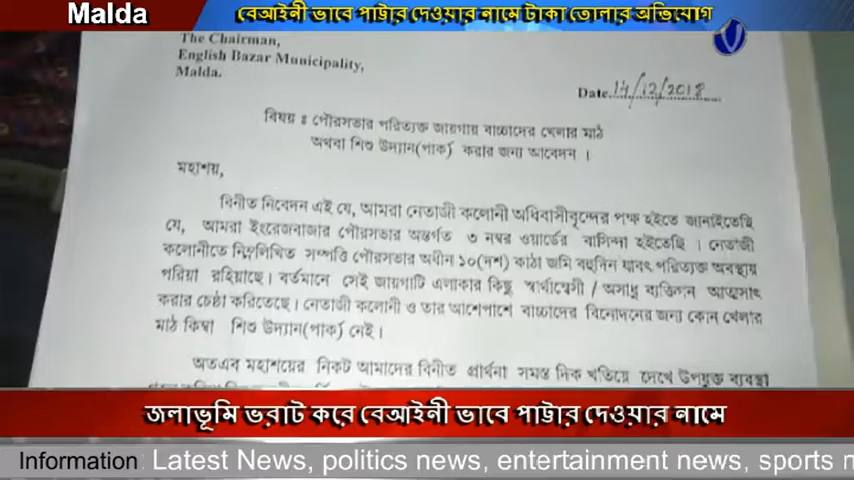 Malda
বেআইনী ভাবে পাট্টার দেওয়ার নামে টাকা তোলার অভিযোগ
The Chairman,
English Bazar Municipality,
Malda.
Date 14/12/2018
বিষয় ঃ পৌরসভার পরিত্যক্ত জায়গায় বাচ্চাদের খেলার মাঠ
অথবা শিশু উদ্যান(পার্ক) করার জন্য আবেদন ।
মহাশয়,
বিনীত নিবেদন এই যে, আমরা নেতাজী কলোনী অধিবাসীবৃন্দের পক্ষ হইতে জানাইতেছি
যে, আমরা ইংরেজবাজার পৌরসভার অন্তর্গত ৩ নম্বর ওয়ার্ডের বাসিন্দা হইতেছি । নেতাজী
কলোনীতে নিম্নলিখিত সম্পত্তি পৌরসভার অধীন ১০(দশ) কাঠা জমি বহুদিন যাবৎ পরিত্যক্ত অবস্থায়
পরিয়া রহিয়াছে। বর্তমানে সেই জায়গাটি এলাকার কিছু স্বার্থান্বেসী / অসাধু ব্যক্তিগন আত্মসাৎ
করার চেষ্ঠা করিতেছে। নেতাজী কলোনী ও তার আশেপাশে বাচ্চাদের বিনোদনের জন্য কোন খেলার
মাঠ কিম্বা শিশু উদ্যান(পার্ক) নেই।
অতএব মহাশয়ের নিকট আমাদের বিনীত প্রার্থনা সমস্ত দিক খতিয়ে দেখে উপযুক্ত ব্যবস্থা
জলাভূমি ভরাট করে বেআইনী ভাবে পাট্টার দেওয়ার নামে
Information
Latest News, politics news, entertainment news, sports n